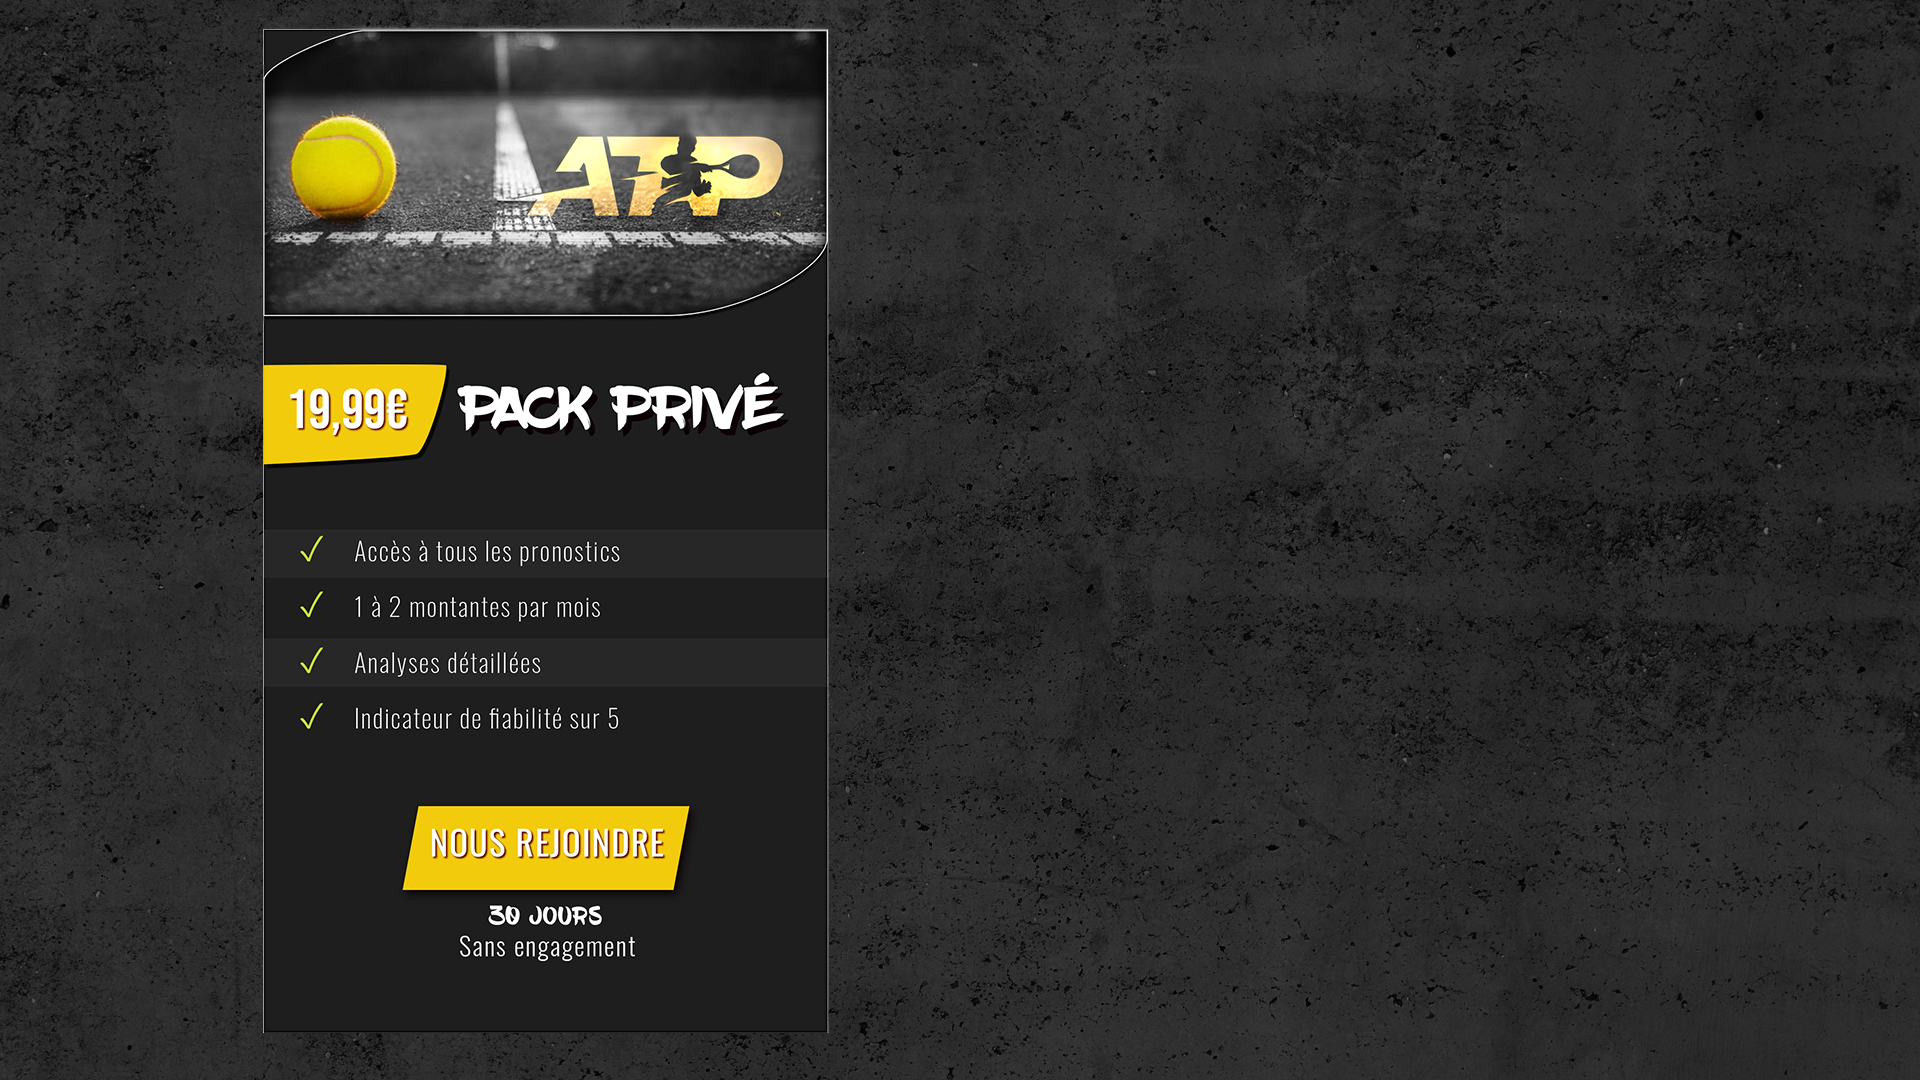 ATP
19,99€ PACK PRIVÉ
Accès à tous les pronostics
1 à 2 montantes par mois
Analyses détaillées
Indicateur de fiabilité sur 5
NOUS REJOINDRE
30 JOURS
Sans engagement